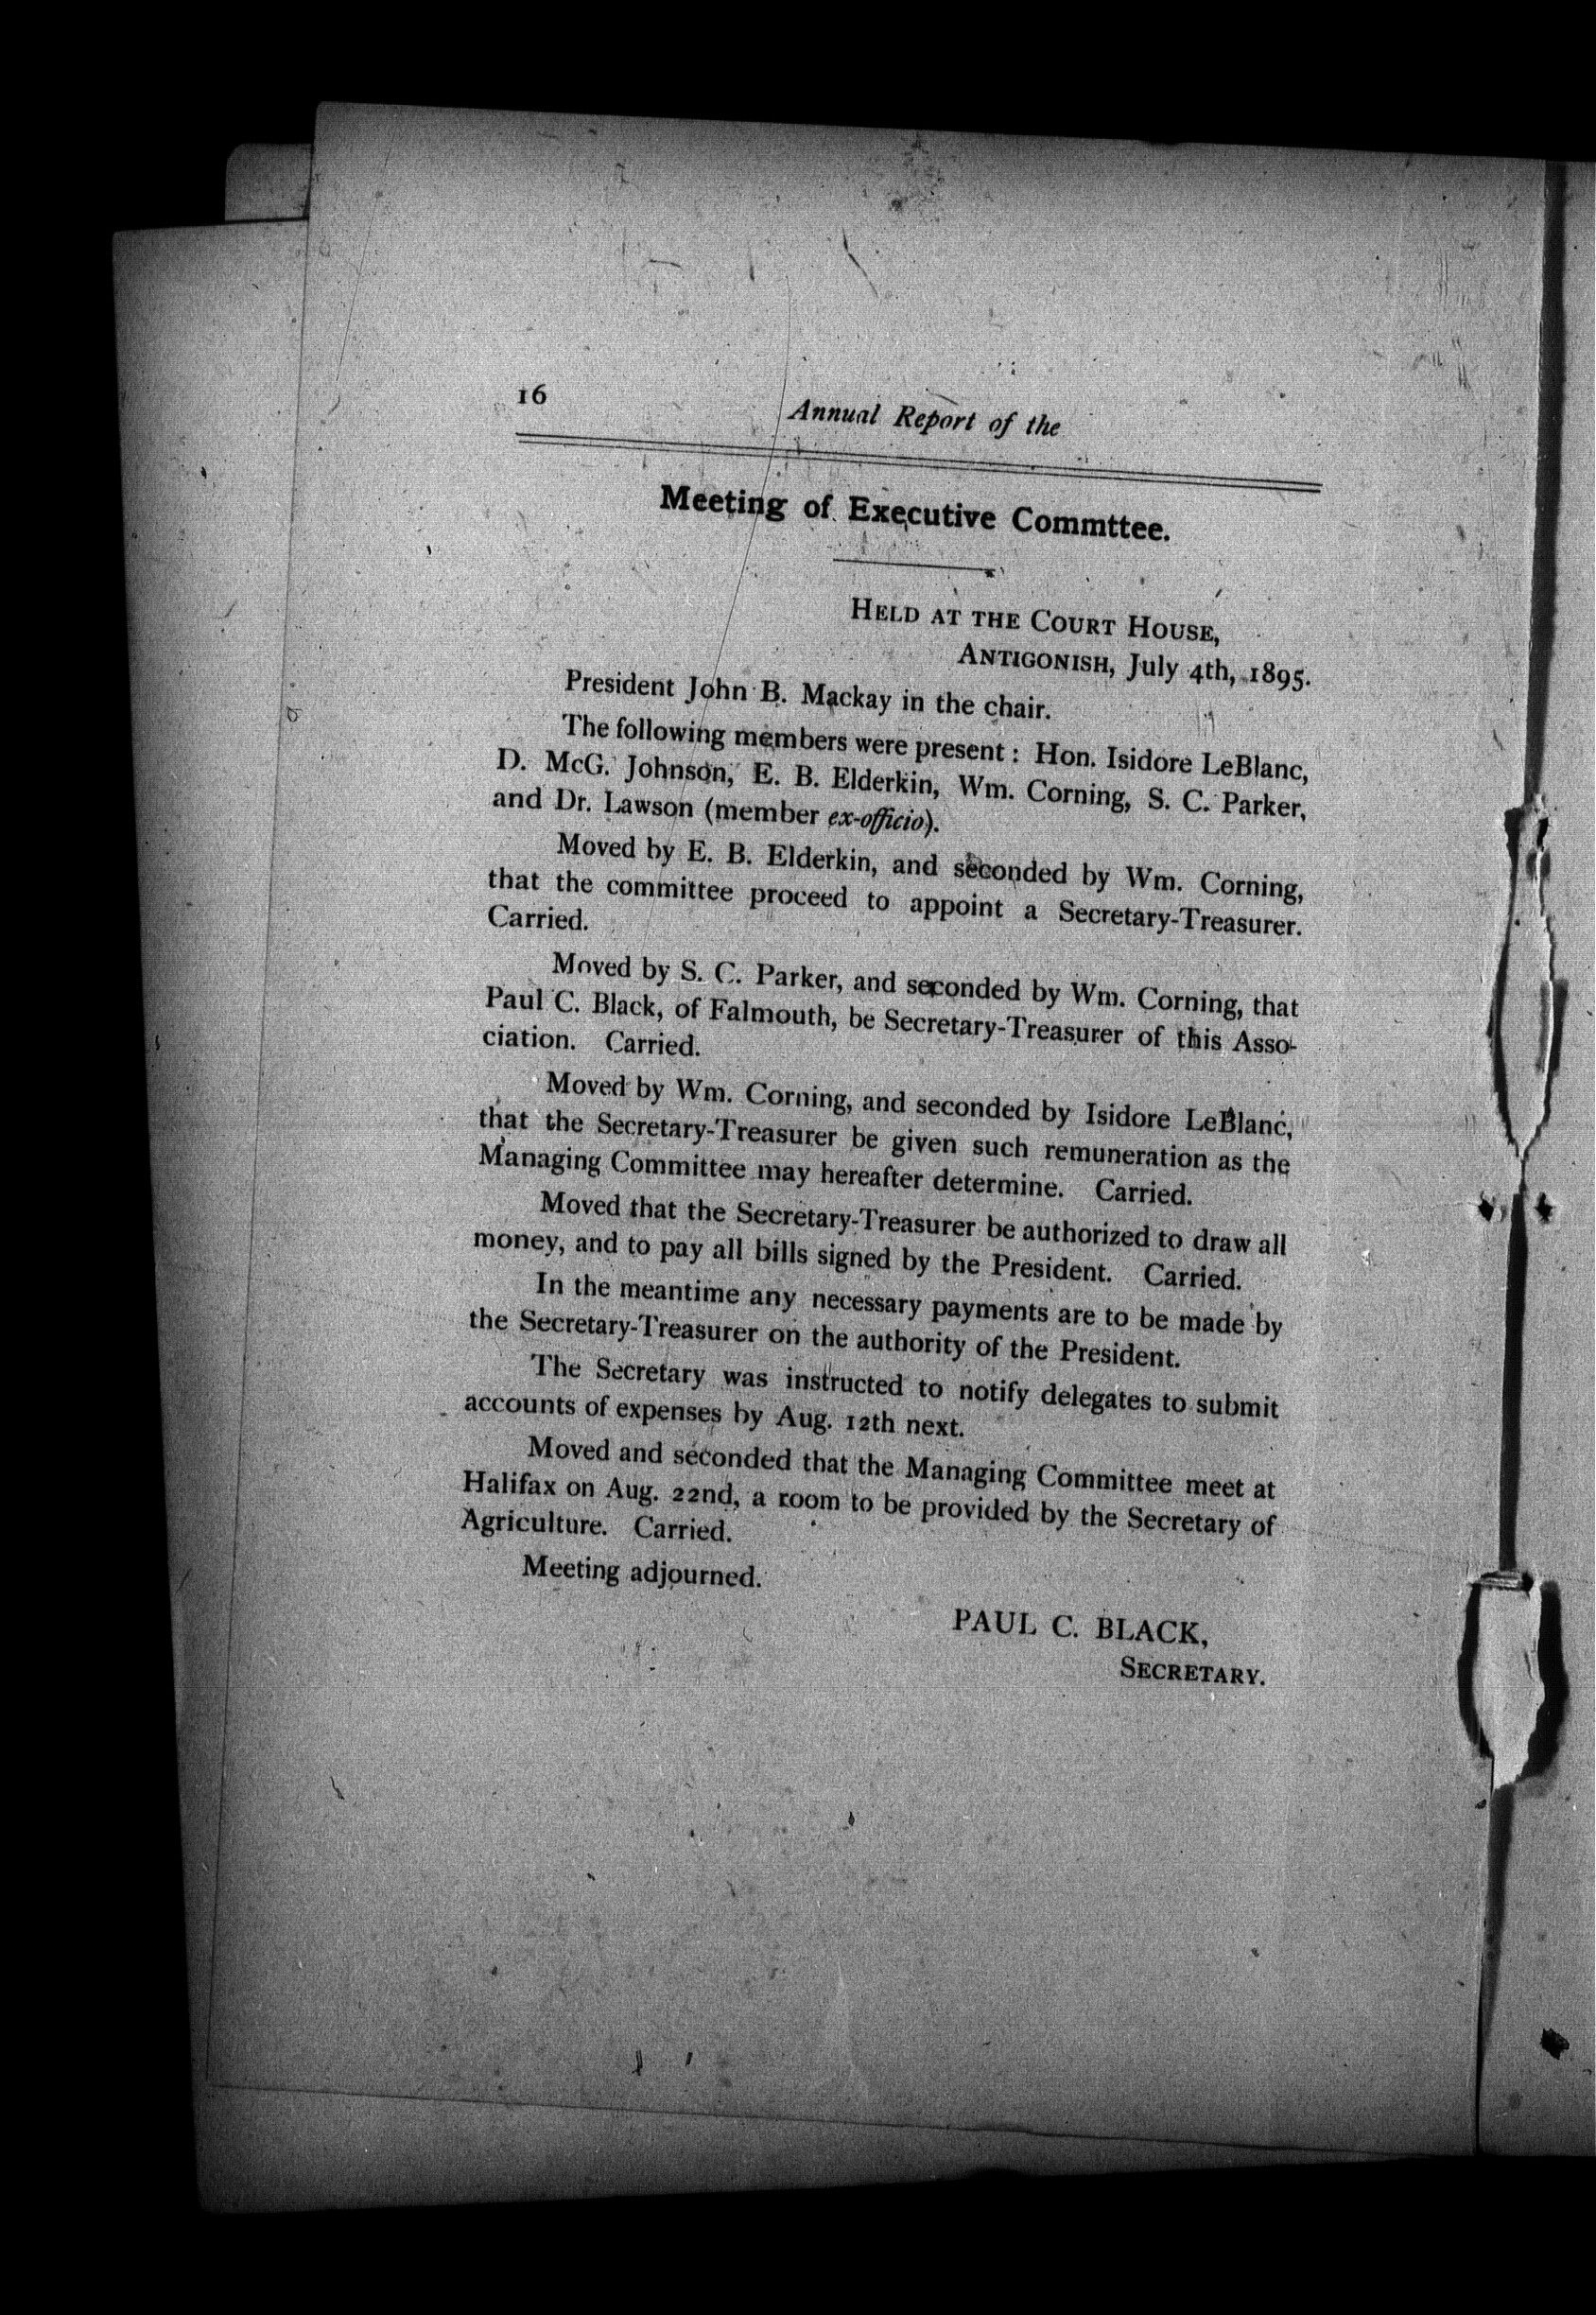 16
Annual Report of the
Meeting of Executive Commttee.
HELD AT THE COURT HOUSE,
ANTIGONISH, July 4th, 1895.
President John B. Mackay in the chair.
The following members were present: Hon. Isidore LeBlanc,
D. McG. Johnson, E. B. Elderkin, Wm. Corning, S. C. Parker,
and Dr. Lawson (member ex-officio).
Moved by E. B. Elderkin, and seconded by Wm. Corning,
that the committee proceed to appoint a Secretary-Treasurer.
Carried.
Moved by S. C. Parker, and seconded by Wm. Corning, that
Paul C. Black, of Falmouth, be Secretary-Treasurer of this Asso-
ciation. Carried.
Moved by Wm. Corning, and seconded by Isidore LeBlanc,
that the Secretary-Treasurer be given such remuneration as the
Managing Committee may hereafter determine. Carried.
Moved that the Secretary-Treasurer be authorized to draw all
money, and to pay all bills signed by the President. Carried.
In the meantime any necessary payments are to be made by
the Secretary-Treasurer on the authority of the President.
The Secretary was instructed to notify delegates to submit
accounts of expenses by Aug. 12th next.
Moved and seconded that the Managing Committee meet at
Halifax on Aug. 22nd, a room to be provided by the Secretary of
Agriculture. Carried.
Meeting adjourned.
PAUL C. BLACK,
SECRETARY.